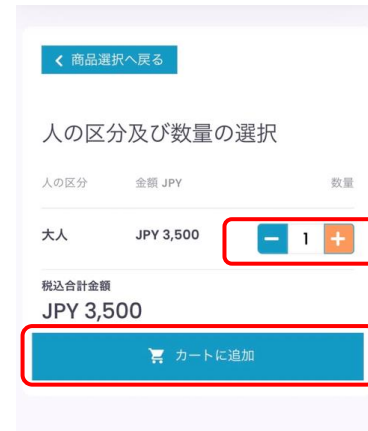 商品選択へ戻る
人の区分及び数量の選択
人の区分 金額 JPY 数量
大人 JPY 3,500 1
税込合計金額
JPY 3,500
カートに追加